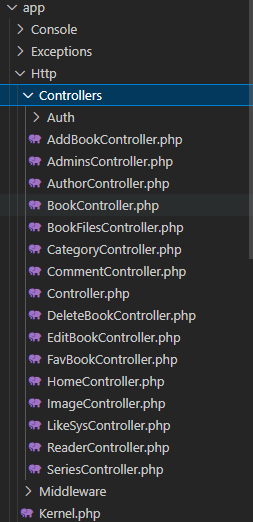 app
Console
Exceptions
Http
Controllers
Auth
AddBookController.php
AdminsController.php
AuthorController.php
BookController.php
BookFilesController.php
CategoryController.php
CommentController.php
Controller.php
DeleteBookController.php
EditBookController.php
FavBookController.php
HomeController.php
ImageController.php
LikeSysController.php
ReaderController.php
SeriesController.php
Middleware
Kernel.php